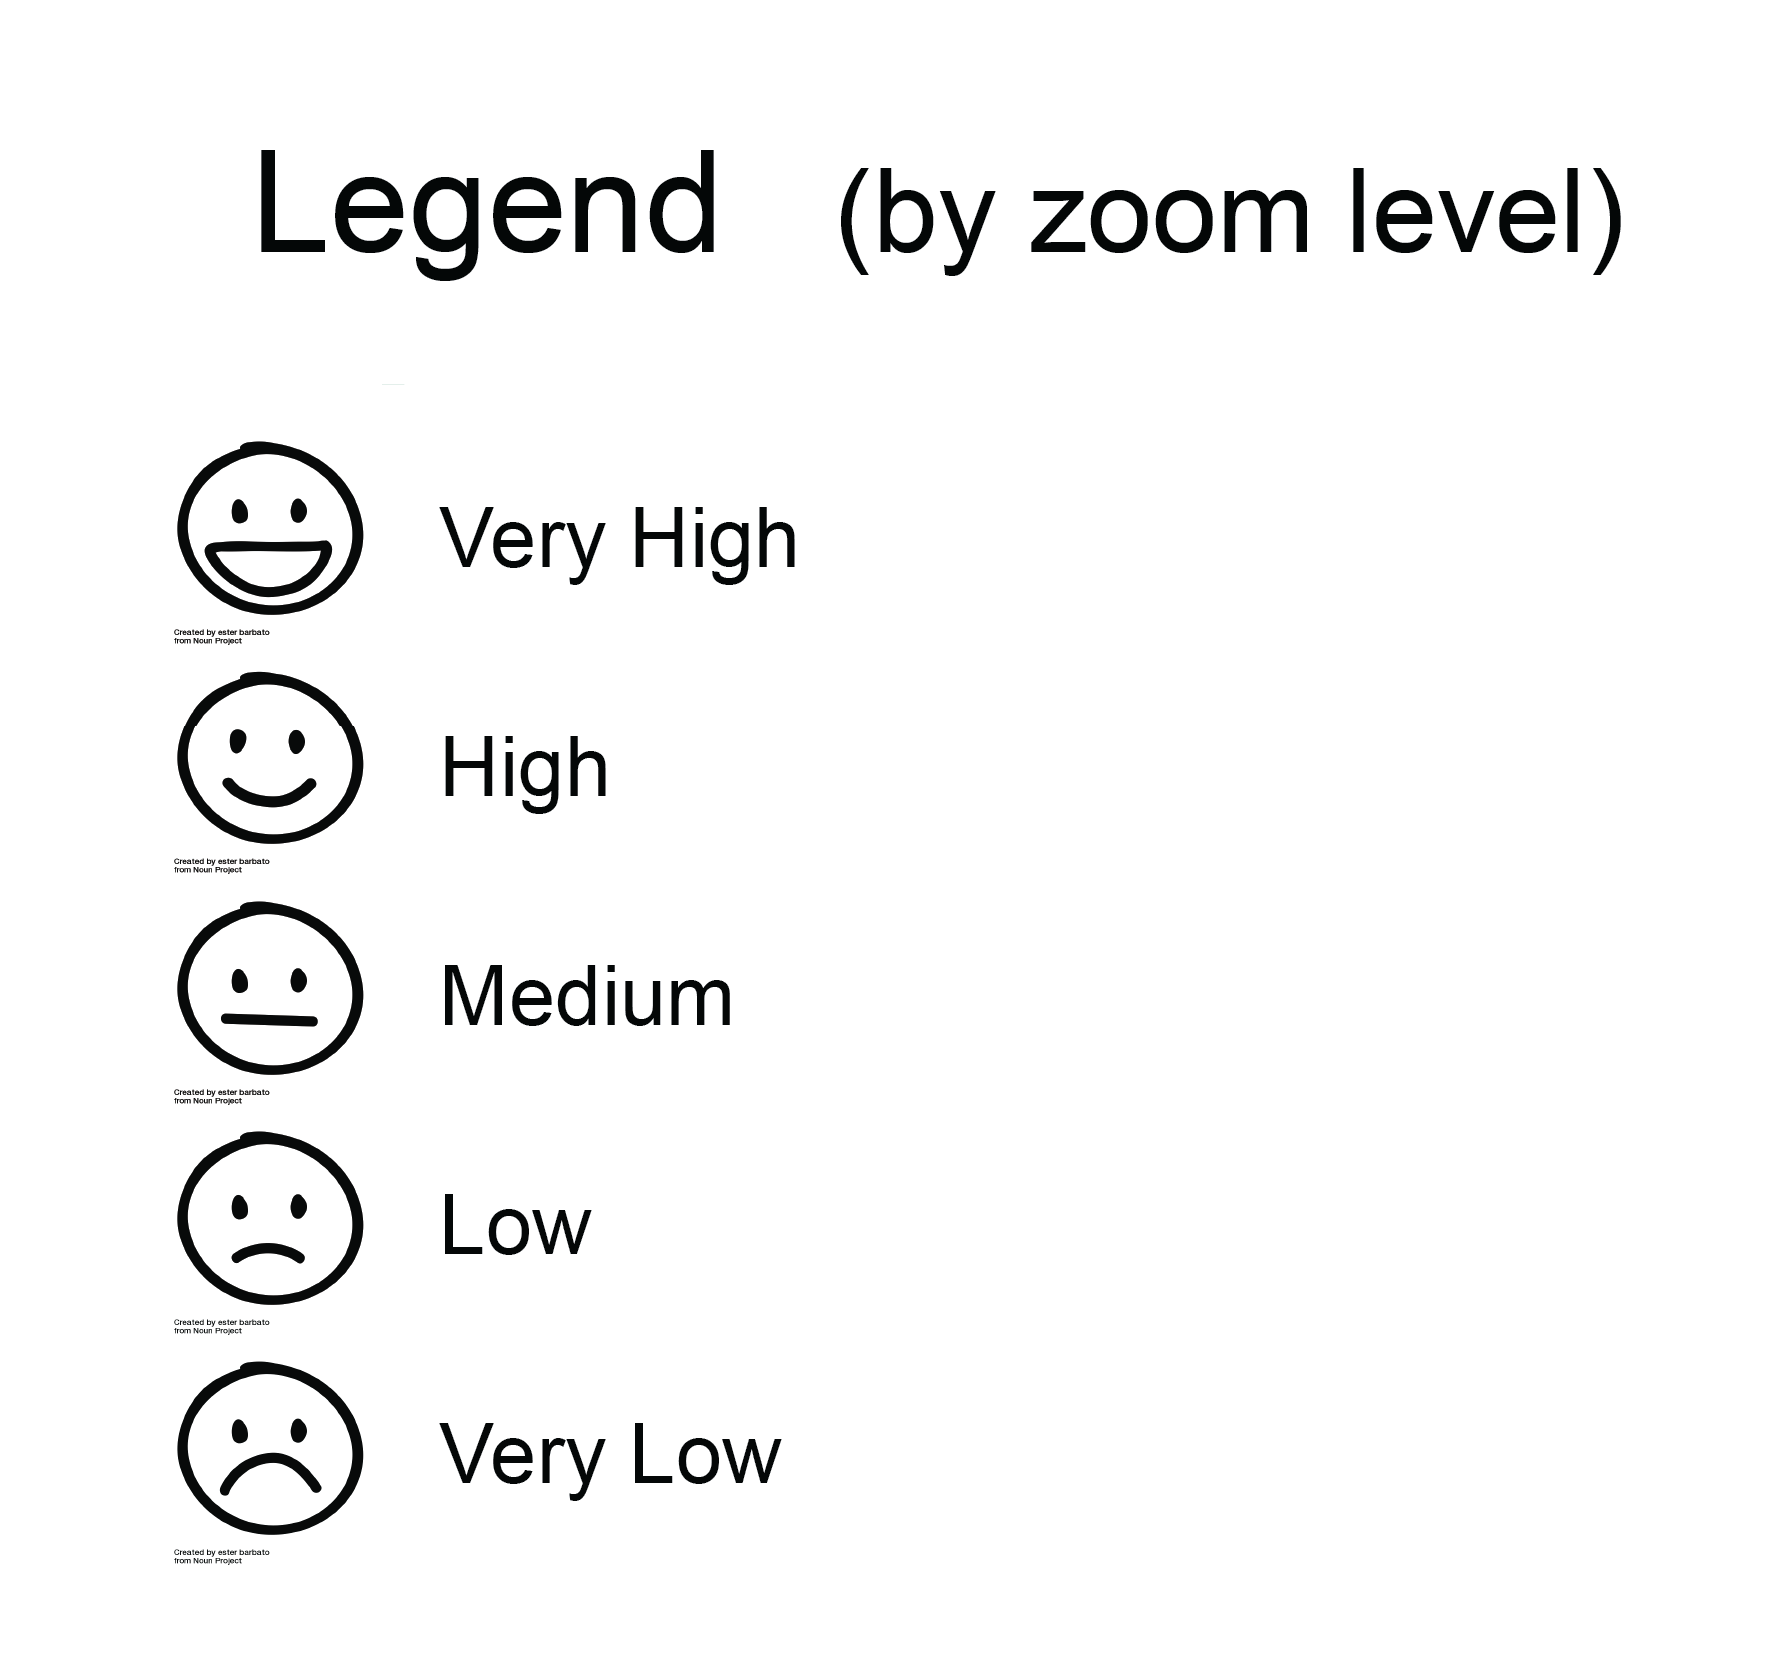 Legend (by zoom level)
Very High
Created by ester barbato
from Noun Project
High
Created by ester barbato
from Noun Project
Medium
Created by ester barbato
from Noun Project
Low
Created by ester barbato
from Noun Project
Very Low
Created by ester barbato
from Noun Project